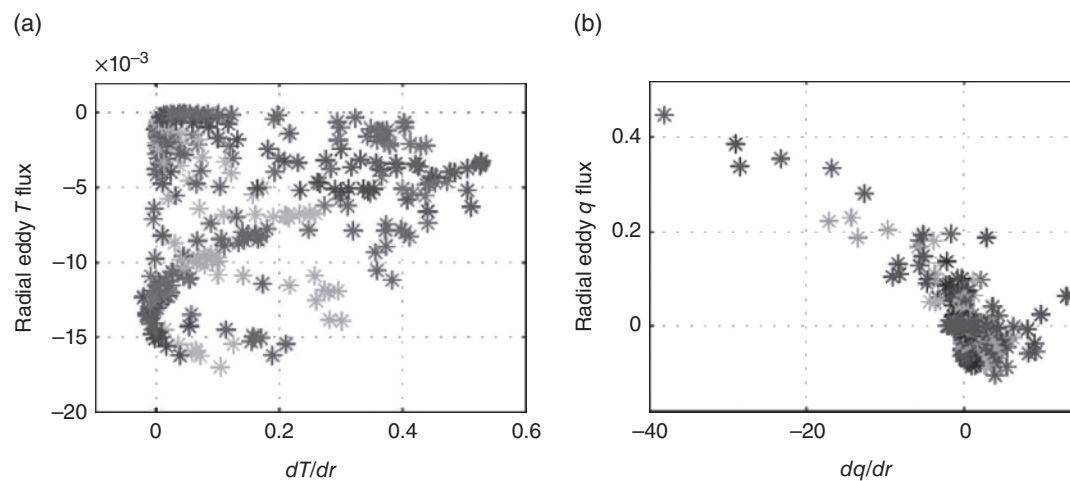 (a)
×10⁻³
0
–5
–10
–15
–20
Radial eddy T flux
0
0.2
0.4
0.6
dT/dr
(b)
0.4
0.2
0
Radial eddy q flux
–40
–20
0
dq/dr